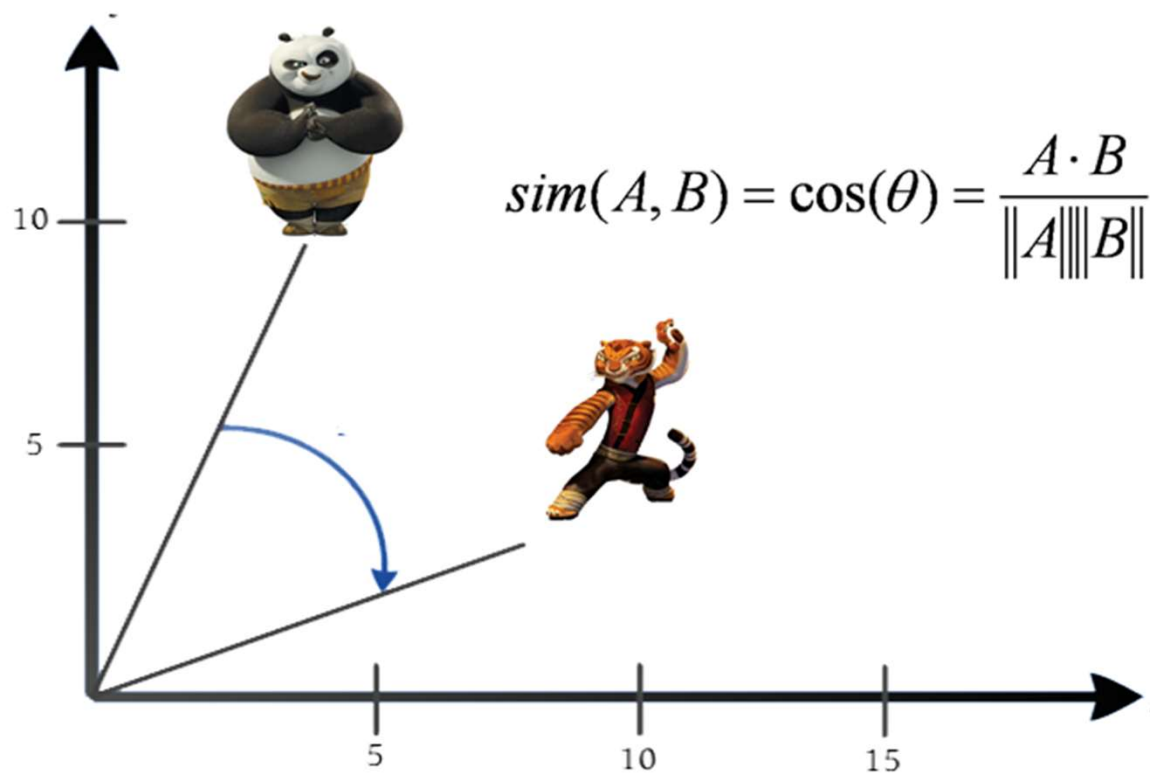 10
sim(A, B) = cos(θ) = A · B / ‖A‖‖B‖
5
5 10 15